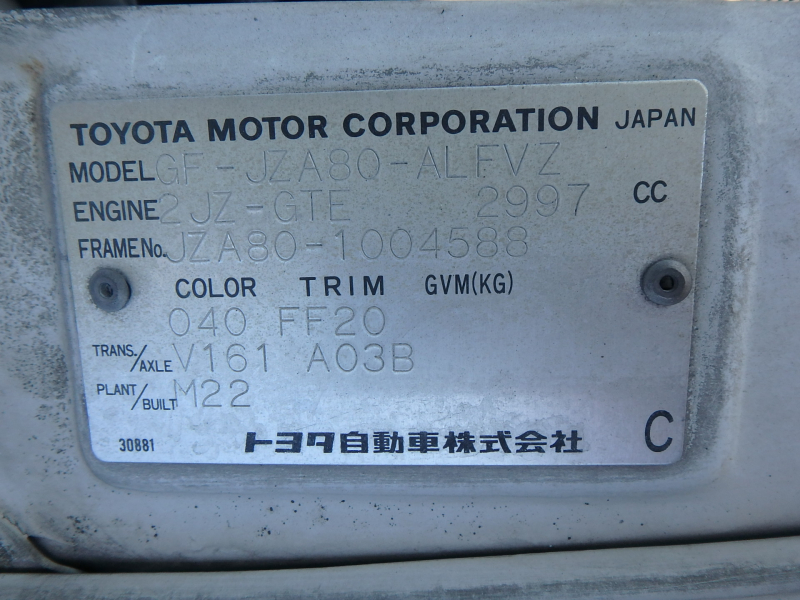 TOYOTA MOTOR CORPORATION JAPAN
MODEL GF-JZA80-ALFVZ
ENGINE 2JZ-GTE 2997 CC
FRAME No. JZA80-1004588
COLOR TRIM GVM(KG)
040 FF20
TRANS./AXLE V161 A03B
PLANT/BUILT M22
30881 トヨタ自動車株式会社 C